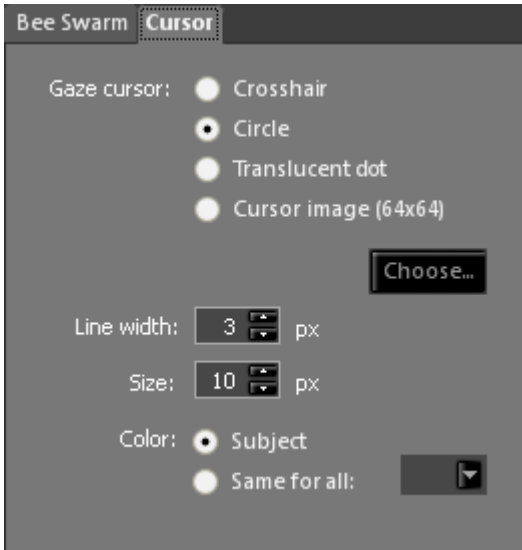 Bee Swarm Cursor
Gaze cursor: Crosshair
Circle
Translucent dot
Cursor image (64x64)
Choose...
Line width: 3 px
Size: 10 px
Color: Subject
Same for all: